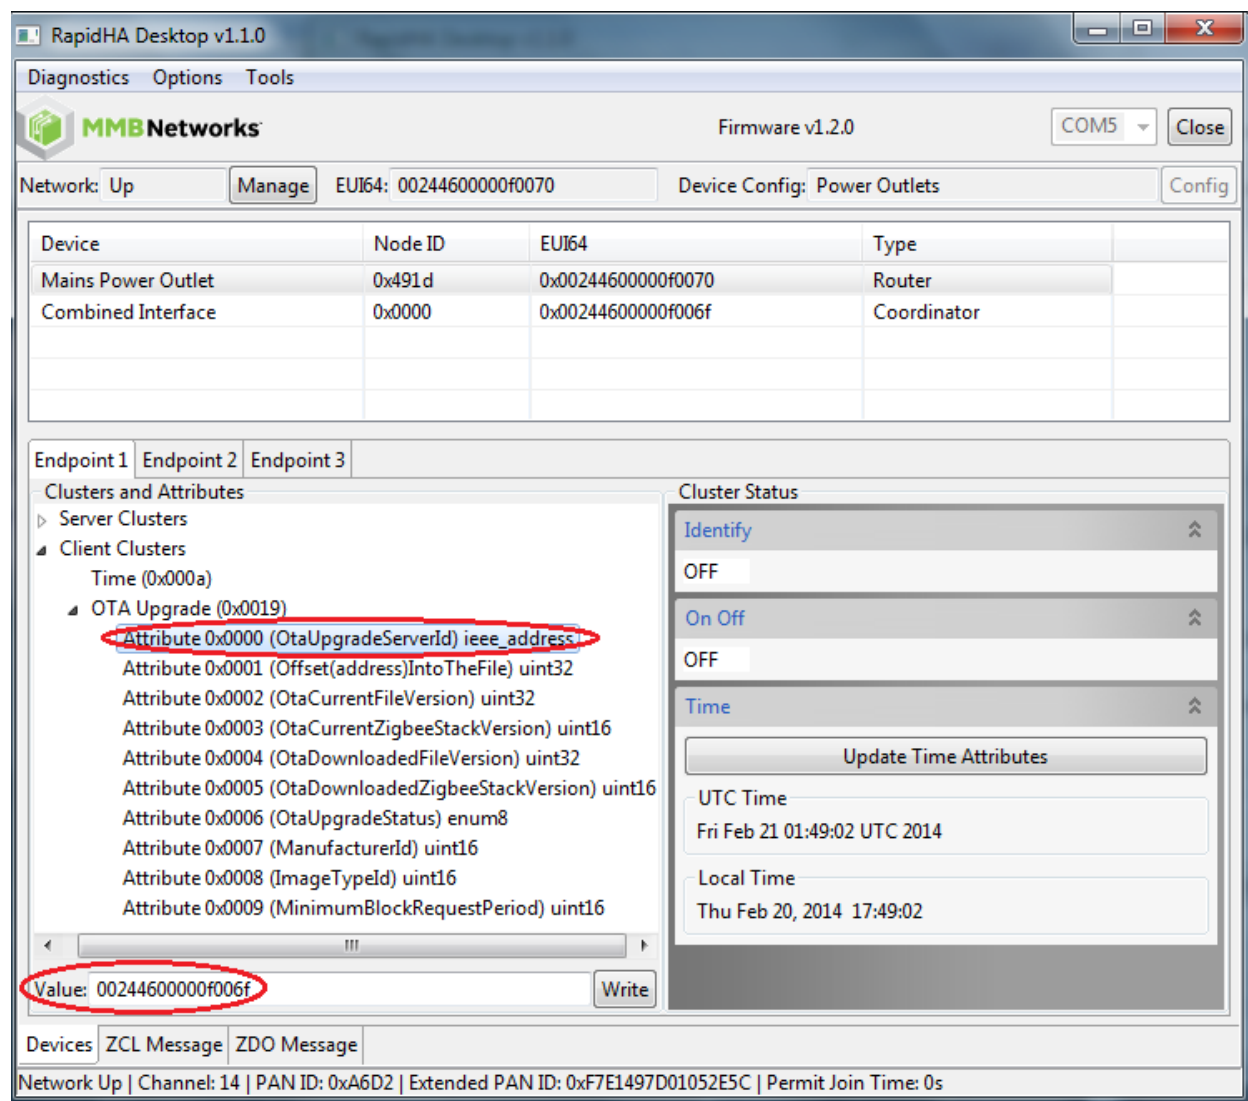 RapidHA Desktop v1.1.0
Diagnostics Options Tools
MMBNetworks Firmware v1.2.0 COM5 Close
Network: Up Manage EUI64: 00244600000f0070 Device Config: Power Outlets Config
Device Node ID EUI64 Type
Mains Power Outlet 0x491d 0x00244600000f0070 Router
Combined Interface 0x0000 0x00244600000f006f Coordinator
Endpoint 1 Endpoint 2 Endpoint 3
Clusters and Attributes
Server Clusters
Client Clusters
Time (0x000a)
OTA Upgrade (0x0019)
Attribute 0x0000 (OtaUpgradeServerId) ieee_address
Attribute 0x0001 (Offset(address)IntoTheFile) uint32
Attribute 0x0002 (OtaCurrentFileVersion) uint32
Attribute 0x0003 (OtaCurrentZigbeeStackVersion) uint16
Attribute 0x0004 (OtaDownloadedFileVersion) uint32
Attribute 0x0005 (OtaDownloadedZigbeeStackVersion) uint16
Attribute 0x0006 (OtaUpgradeStatus) enum8
Attribute 0x0007 (ManufacturerId) uint16
Attribute 0x0008 (ImageTypeId) uint16
Attribute 0x0009 (MinimumBlockRequestPeriod) uint16
Value: 00244600000f006f Write
Cluster Status
Identify
OFF
On Off
OFF
Time
Update Time Attributes
UTC Time
Fri Feb 21 01:49:02 UTC 2014
Local Time
Thu Feb 20, 2014 17:49:02
Devices ZCL Message ZDO Message
Network Up | Channel: 14 | PAN ID: 0xA6D2 | Extended PAN ID: 0xF7E1497D01052E5C | Permit Join Time: 0s